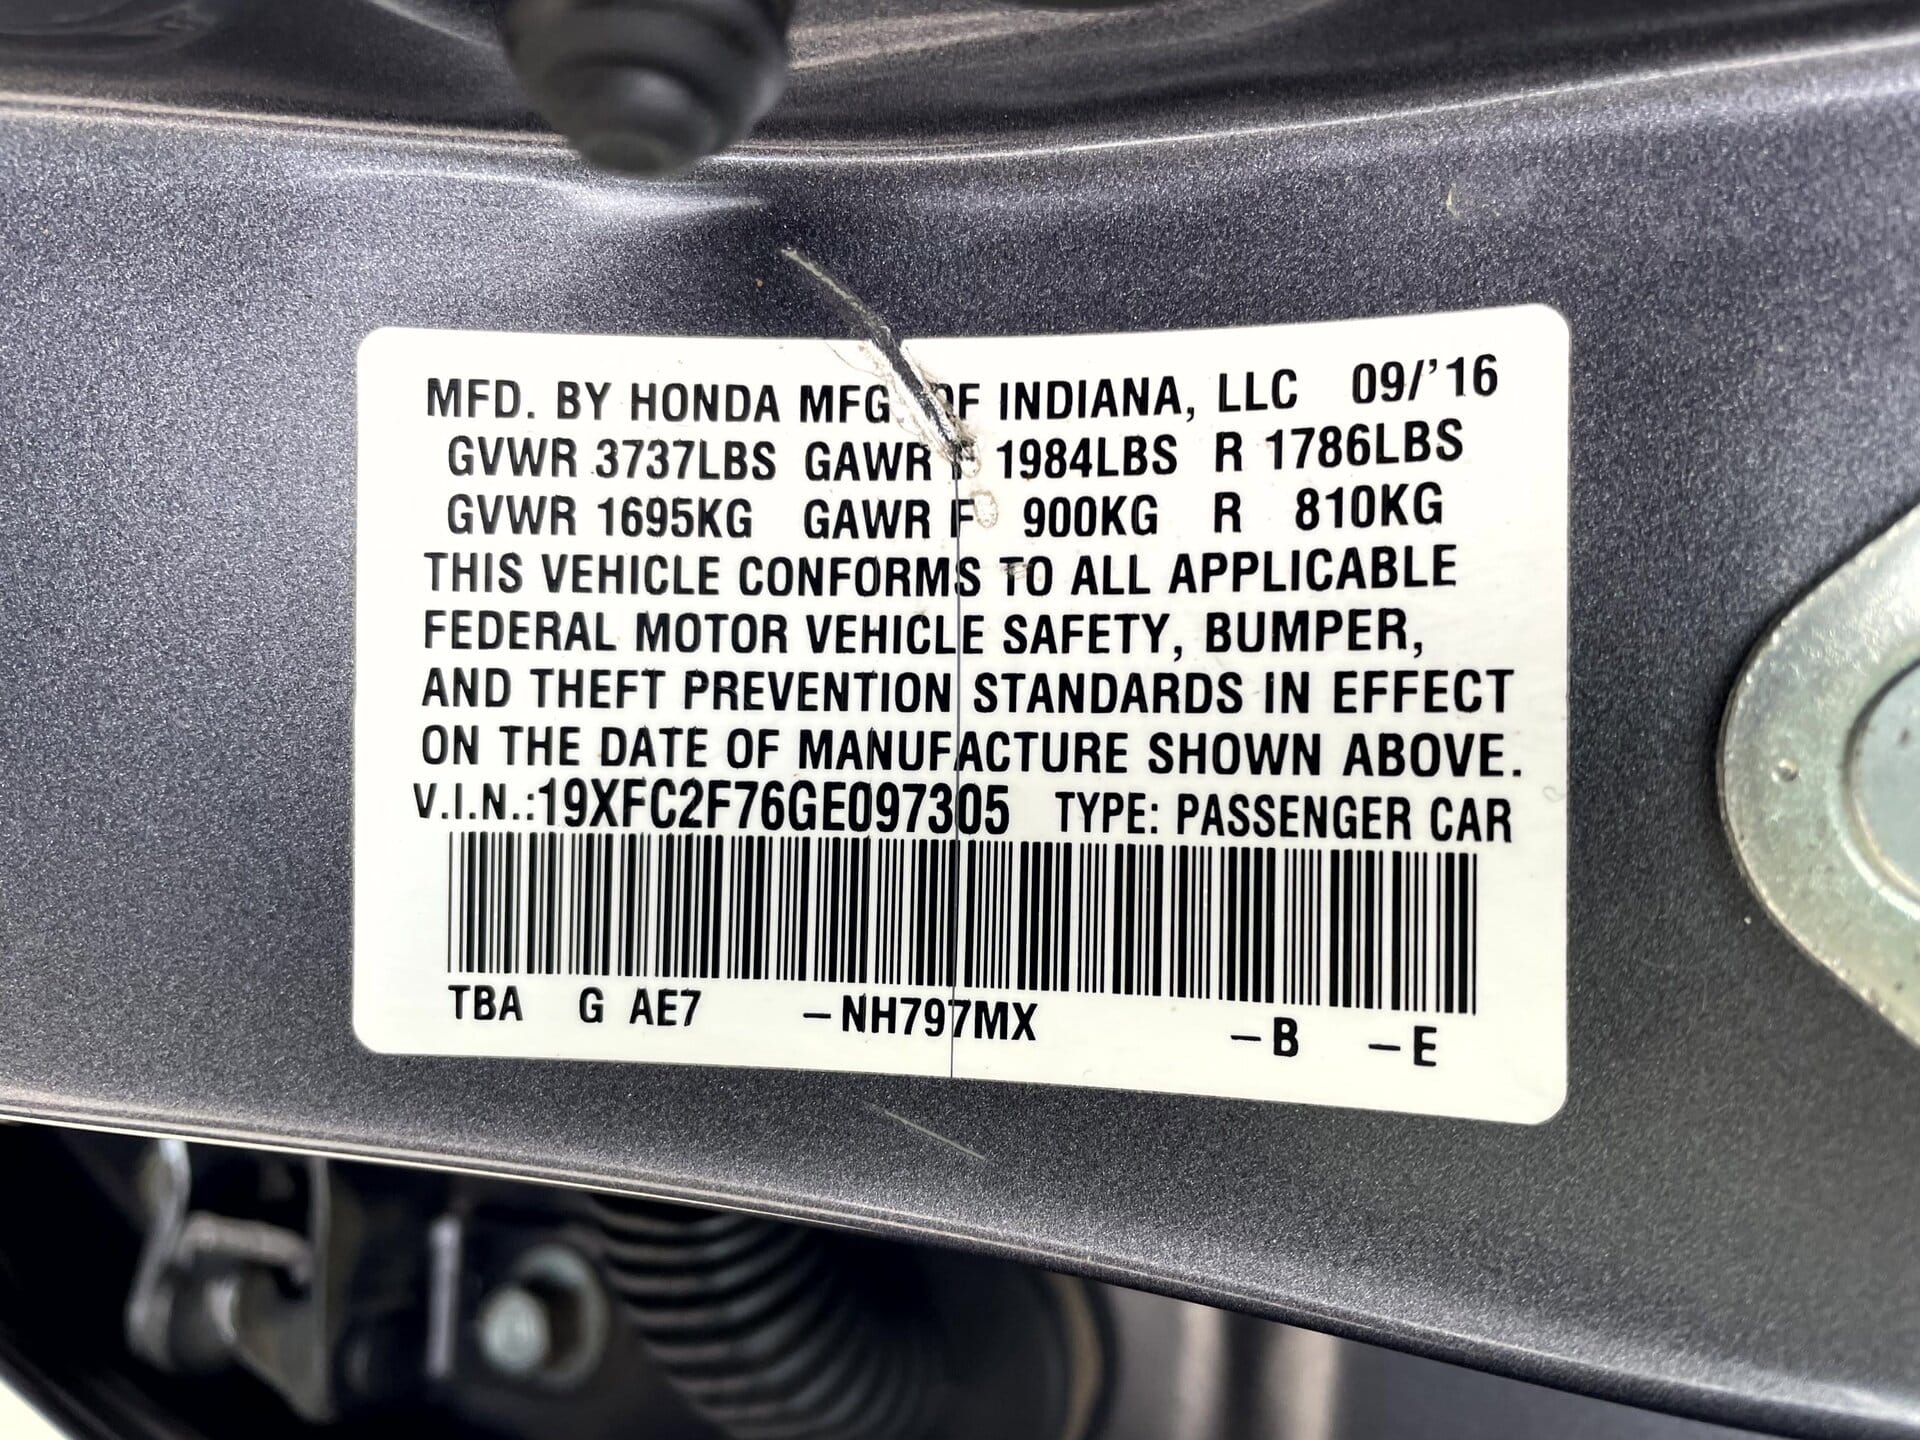 MFD. BY HONDA MFG OF INDIANA, LLC 09/'16
GVWR 3737LBS GAWR F 1984LBS R 1786LBS
GVWR 1695KG GAWR F 900KG R 810KG
THIS VEHICLE CONFORMS TO ALL APPLICABLE
FEDERAL MOTOR VEHICLE SAFETY, BUMPER,
AND THEFT PREVENTION STANDARDS IN EFFECT
ON THE DATE OF MANUFACTURE SHOWN ABOVE.
V.I.N.:19XFC2F76GE097305 TYPE: PASSENGER CAR
TBA G AE7 –NH797MX –B –E